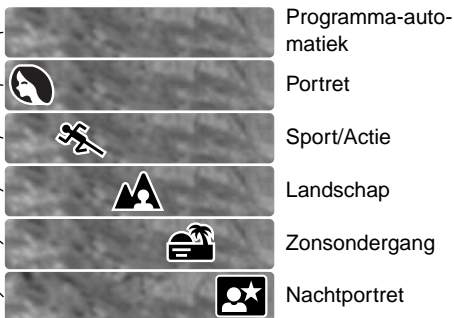 Programma-auto-
matiek
Portret
Sport/Actie
Landschap
Zonsondergang
Nachtportret